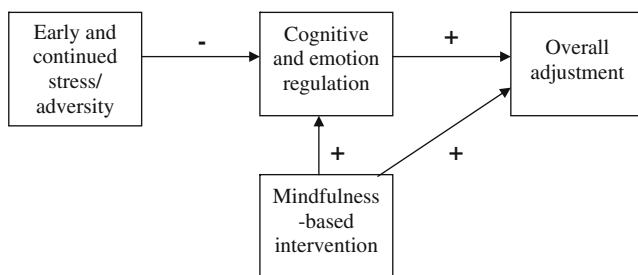 Early and
continued
stress/
adversity
-
Cognitive
and emotion
regulation
+
Overall
adjustment
+
+
Mindfulness
-based
intervention